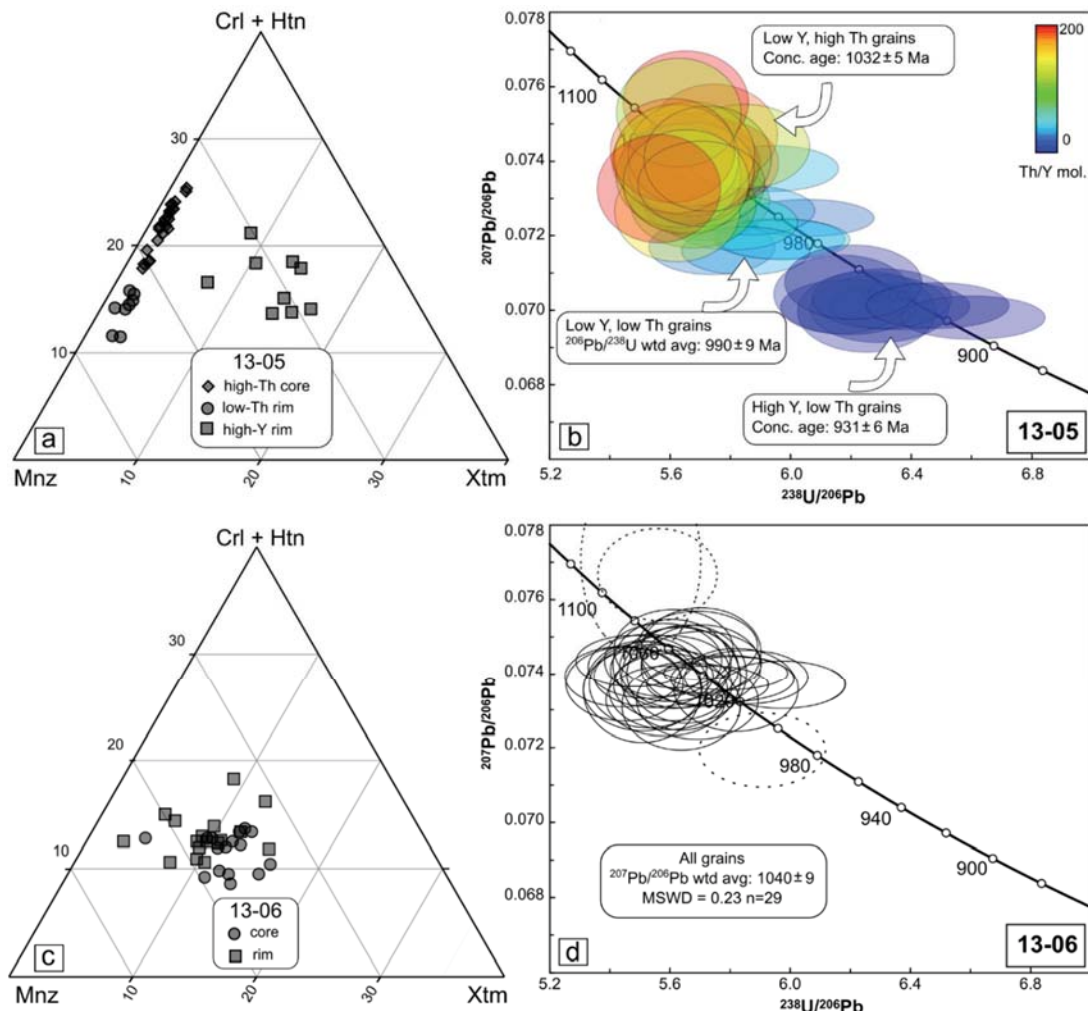 Crl + Htn
30
20
10
13-05
high-Th core
low-Th rim
high-Y rim
a
Mnz
Xtm
10
20
30
0.078
0.076
0.074
0.072
0.070
0.068
²⁰⁷Pb/²⁰⁶Pb
1100
980
900
Low Y, high Th grains
Conc. age: 1032±5 Ma
200
0
Th/Y mol.
Low Y, low Th grains
²⁰⁶Pb/²³⁸U wtd avg: 990±9 Ma
High Y, low Th grains
Conc. age: 931±6 Ma
b
13-05
5.2
5.6
6.0
6.4
6.8
²³⁸U/²⁰⁶Pb
Crl + Htn
30
20
10
13-06
core
rim
c
Mnz
Xtm
10
20
30
0.078
0.076
0.074
0.072
0.070
0.068
²⁰⁷Pb/²⁰⁶Pb
1100
1060
1020
980
940
900
All grains
²⁰⁷Pb/²⁰⁶Pb wtd avg: 1040±9
MSWD = 0.23 n=29
d
13-06
5.2
5.6
6.0
6.4
6.8
²³⁸U/²⁰⁶Pb